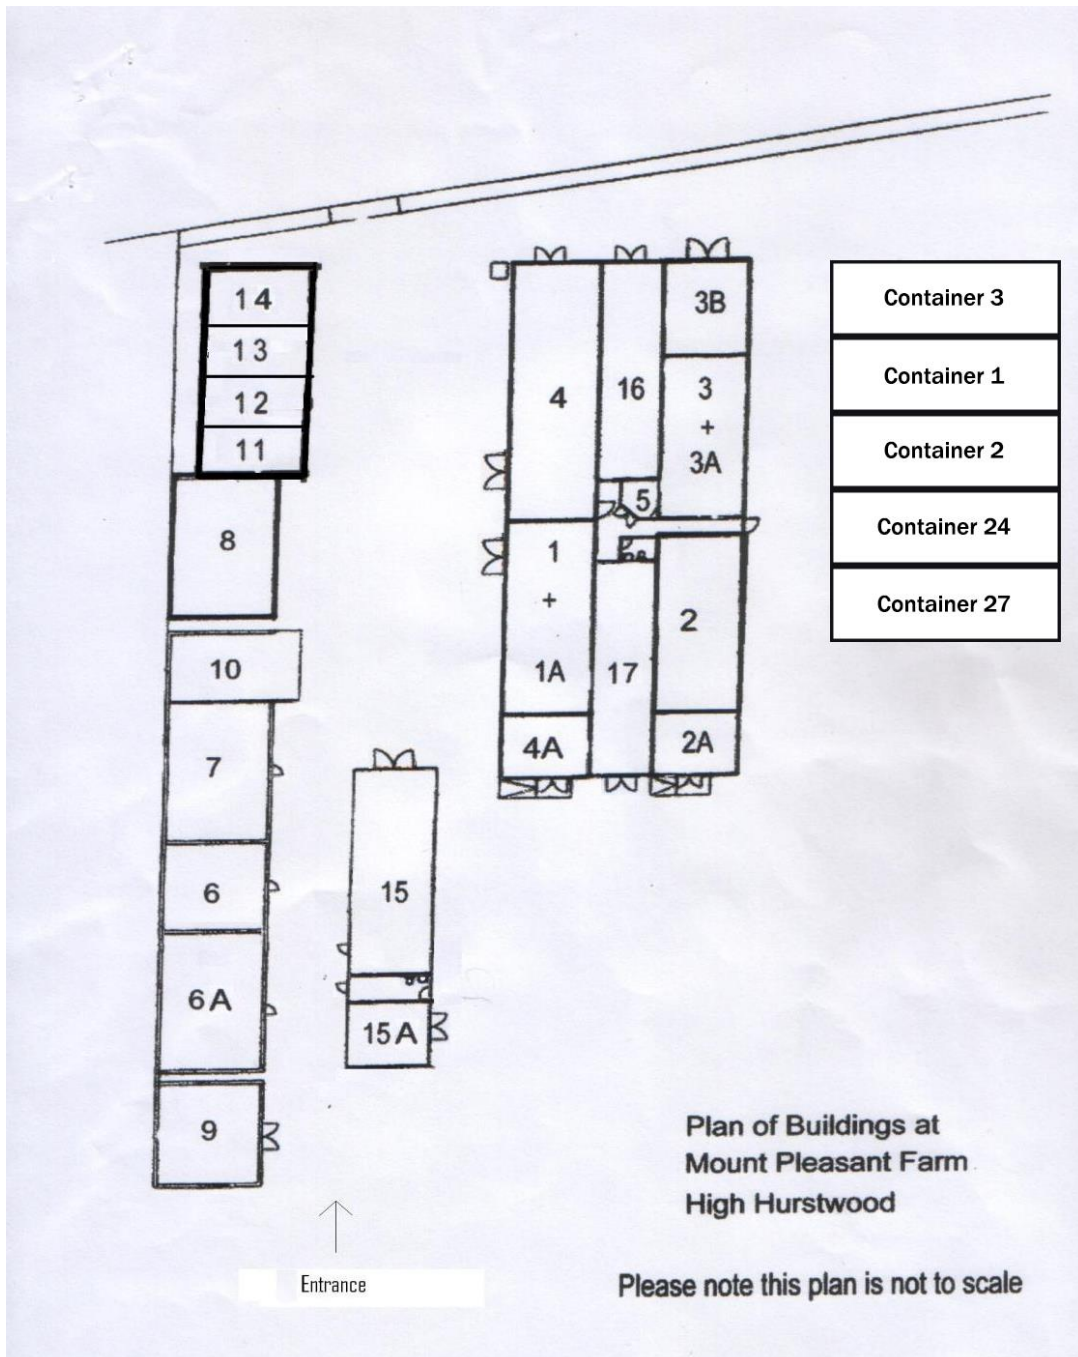 14
13
12
11
8
10
7
6
6A
9
15
15A
4
16
3B
3
+
3A
5
1
+
1A
17
2
4A
2A
Container 3
Container 1
Container 2
Container 24
Container 27
Plan of Buildings at
Mount Pleasant Farm
High Hurstwood
Entrance
Please note this plan is not to scale